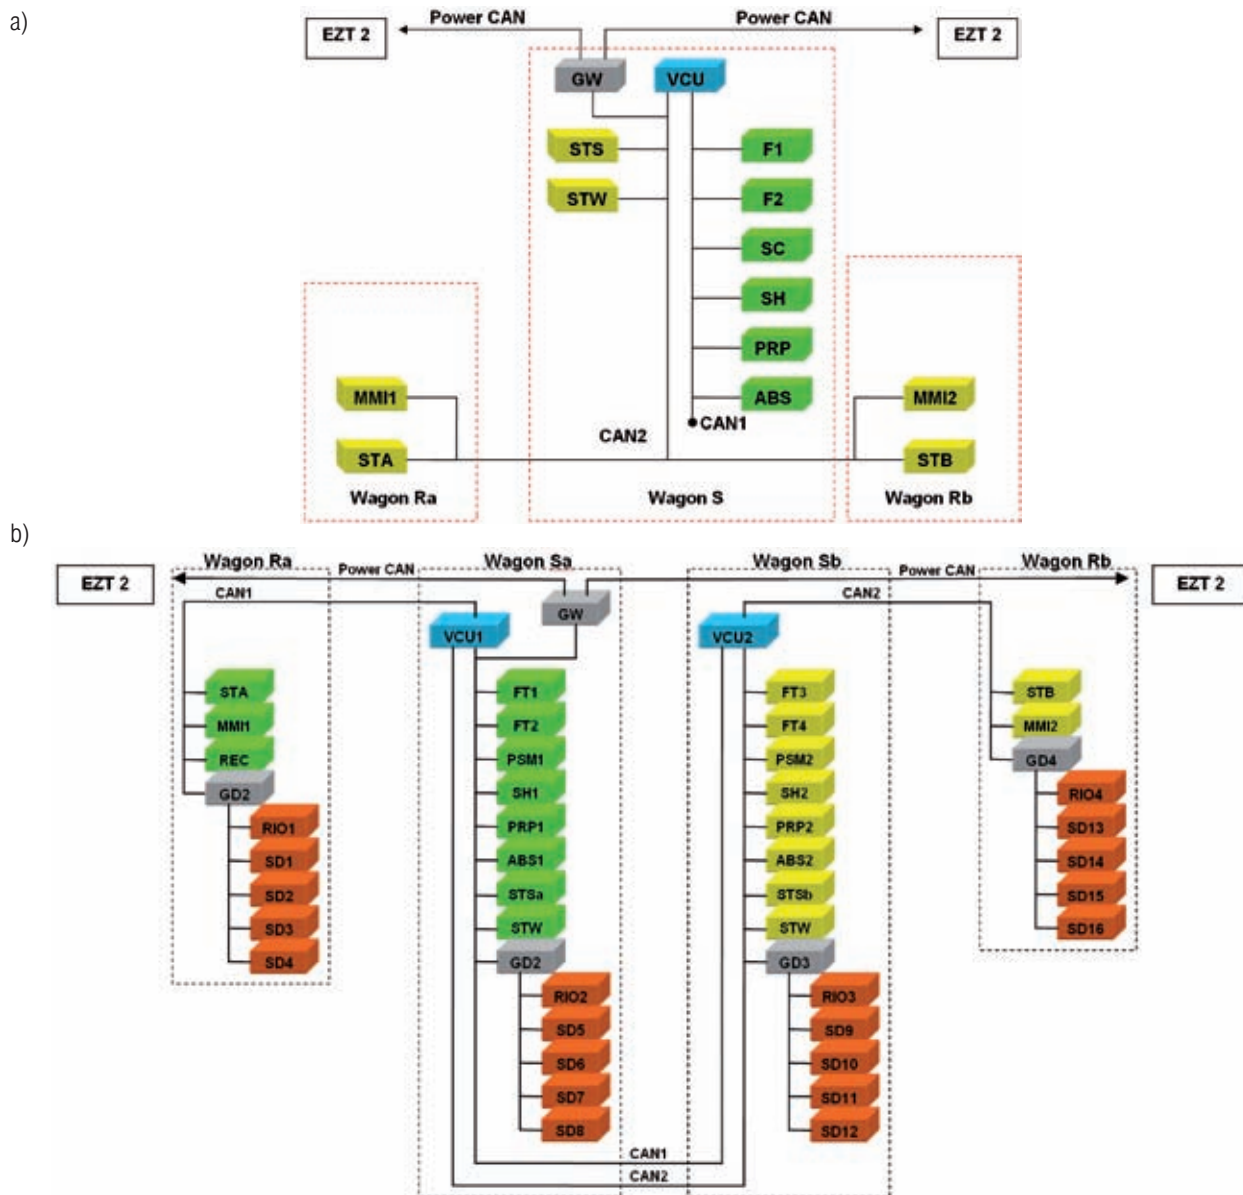 a)
Power CAN
Power CAN
EZT 2
EZT 2
GW
VCU
STS
F1
STW
F2
SC
SH
PRP
MMI1
ABS
MMI2
CAN1
CAN2
STA
STB
Wagon Ra
Wagon S
Wagon Rb
b)
Wagon Ra
Wagon Sa
Wagon Sb
Wagon Rb
EZT 2
Power CAN
Power CAN
EZT 2
CAN1
CAN2
GW
VCU1
VCU2
STA
FT1
FT3
STB
MMI1
FT2
FT4
MMI2
REC
PSM1
PSM2
GD4
GD2
SH1
SH2
RIO4
RIO1
PRP1
PRP2
SD13
SD1
ABS1
ABS2
SD14
SD2
STSa
STSb
SD15
SD3
STW
STW
SD16
SD4
GD2
GD3
RIO2
RIO3
SD5
SD9
SD6
SD10
SD7
SD11
SD8
SD12
CAN1
CAN2